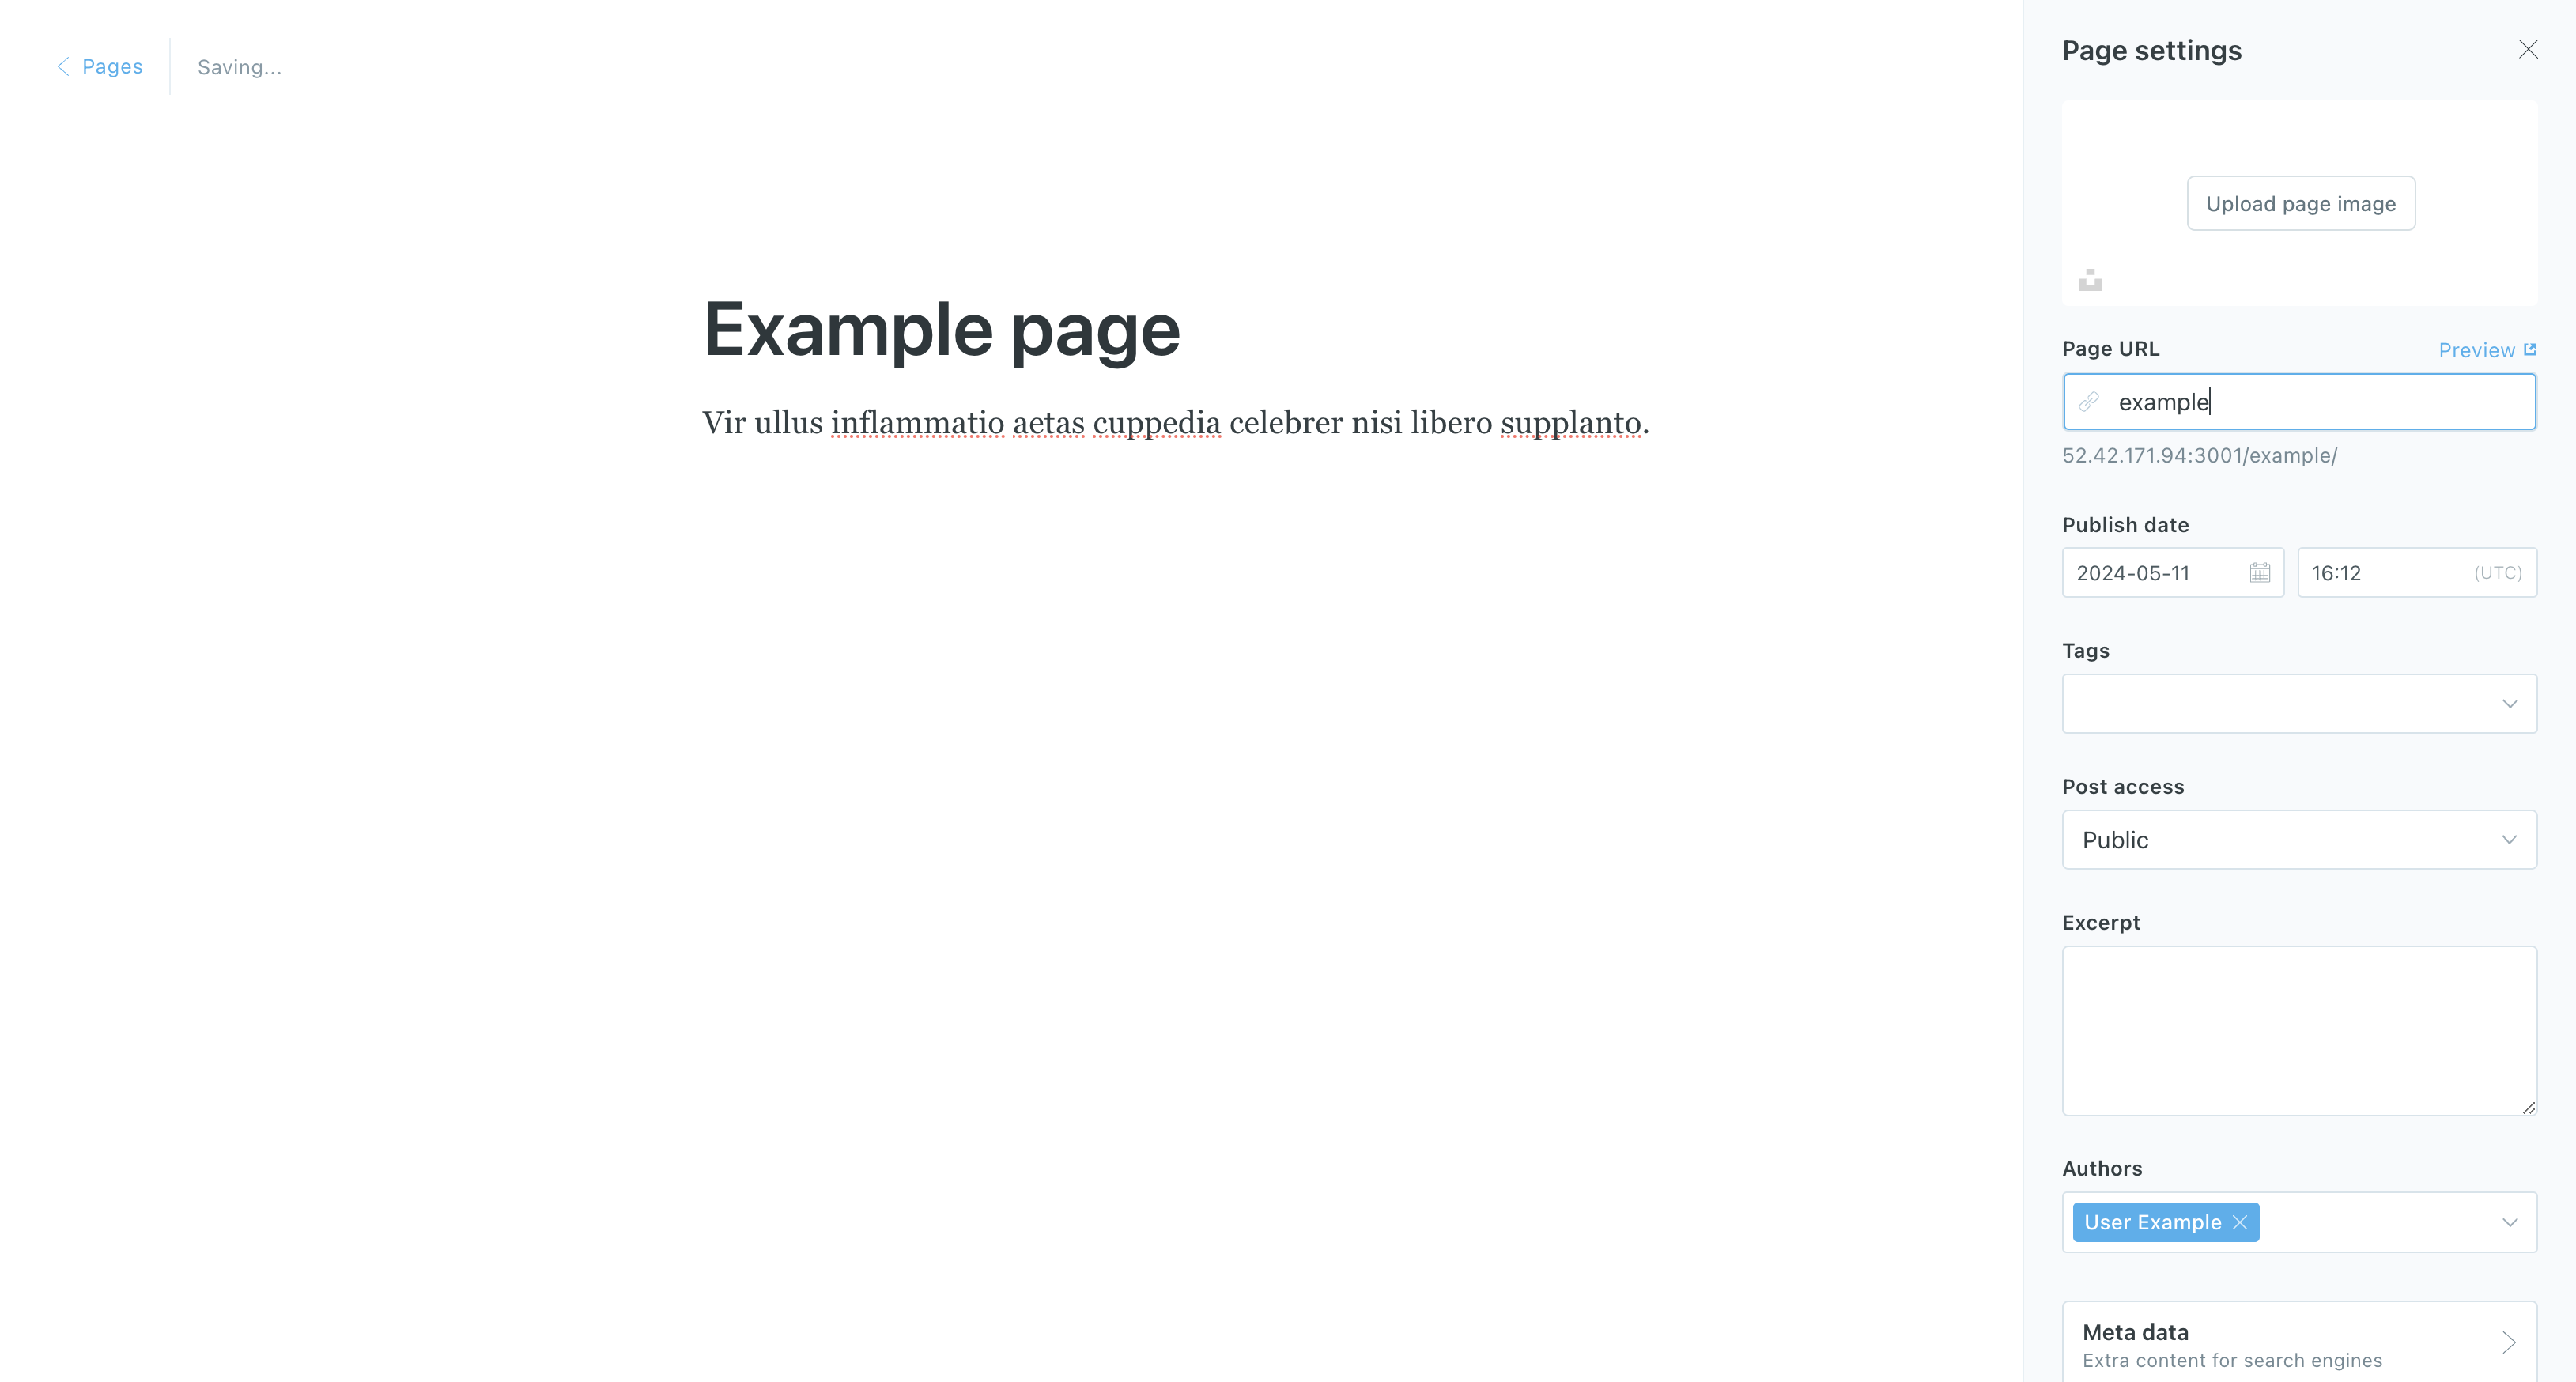 Pages
Saving...
Example page
Vir ullus inflammatio aetas cuppedia celebrer nisi libero supplanto.
Page settings
Upload page image
Page URL
Preview
example
52.42.171.94:3001/example/
Publish date
2024-05-11
16:12
(UTC)
Tags
Post access
Public
Excerpt
Authors
User Example
Meta data
Extra content for search engines